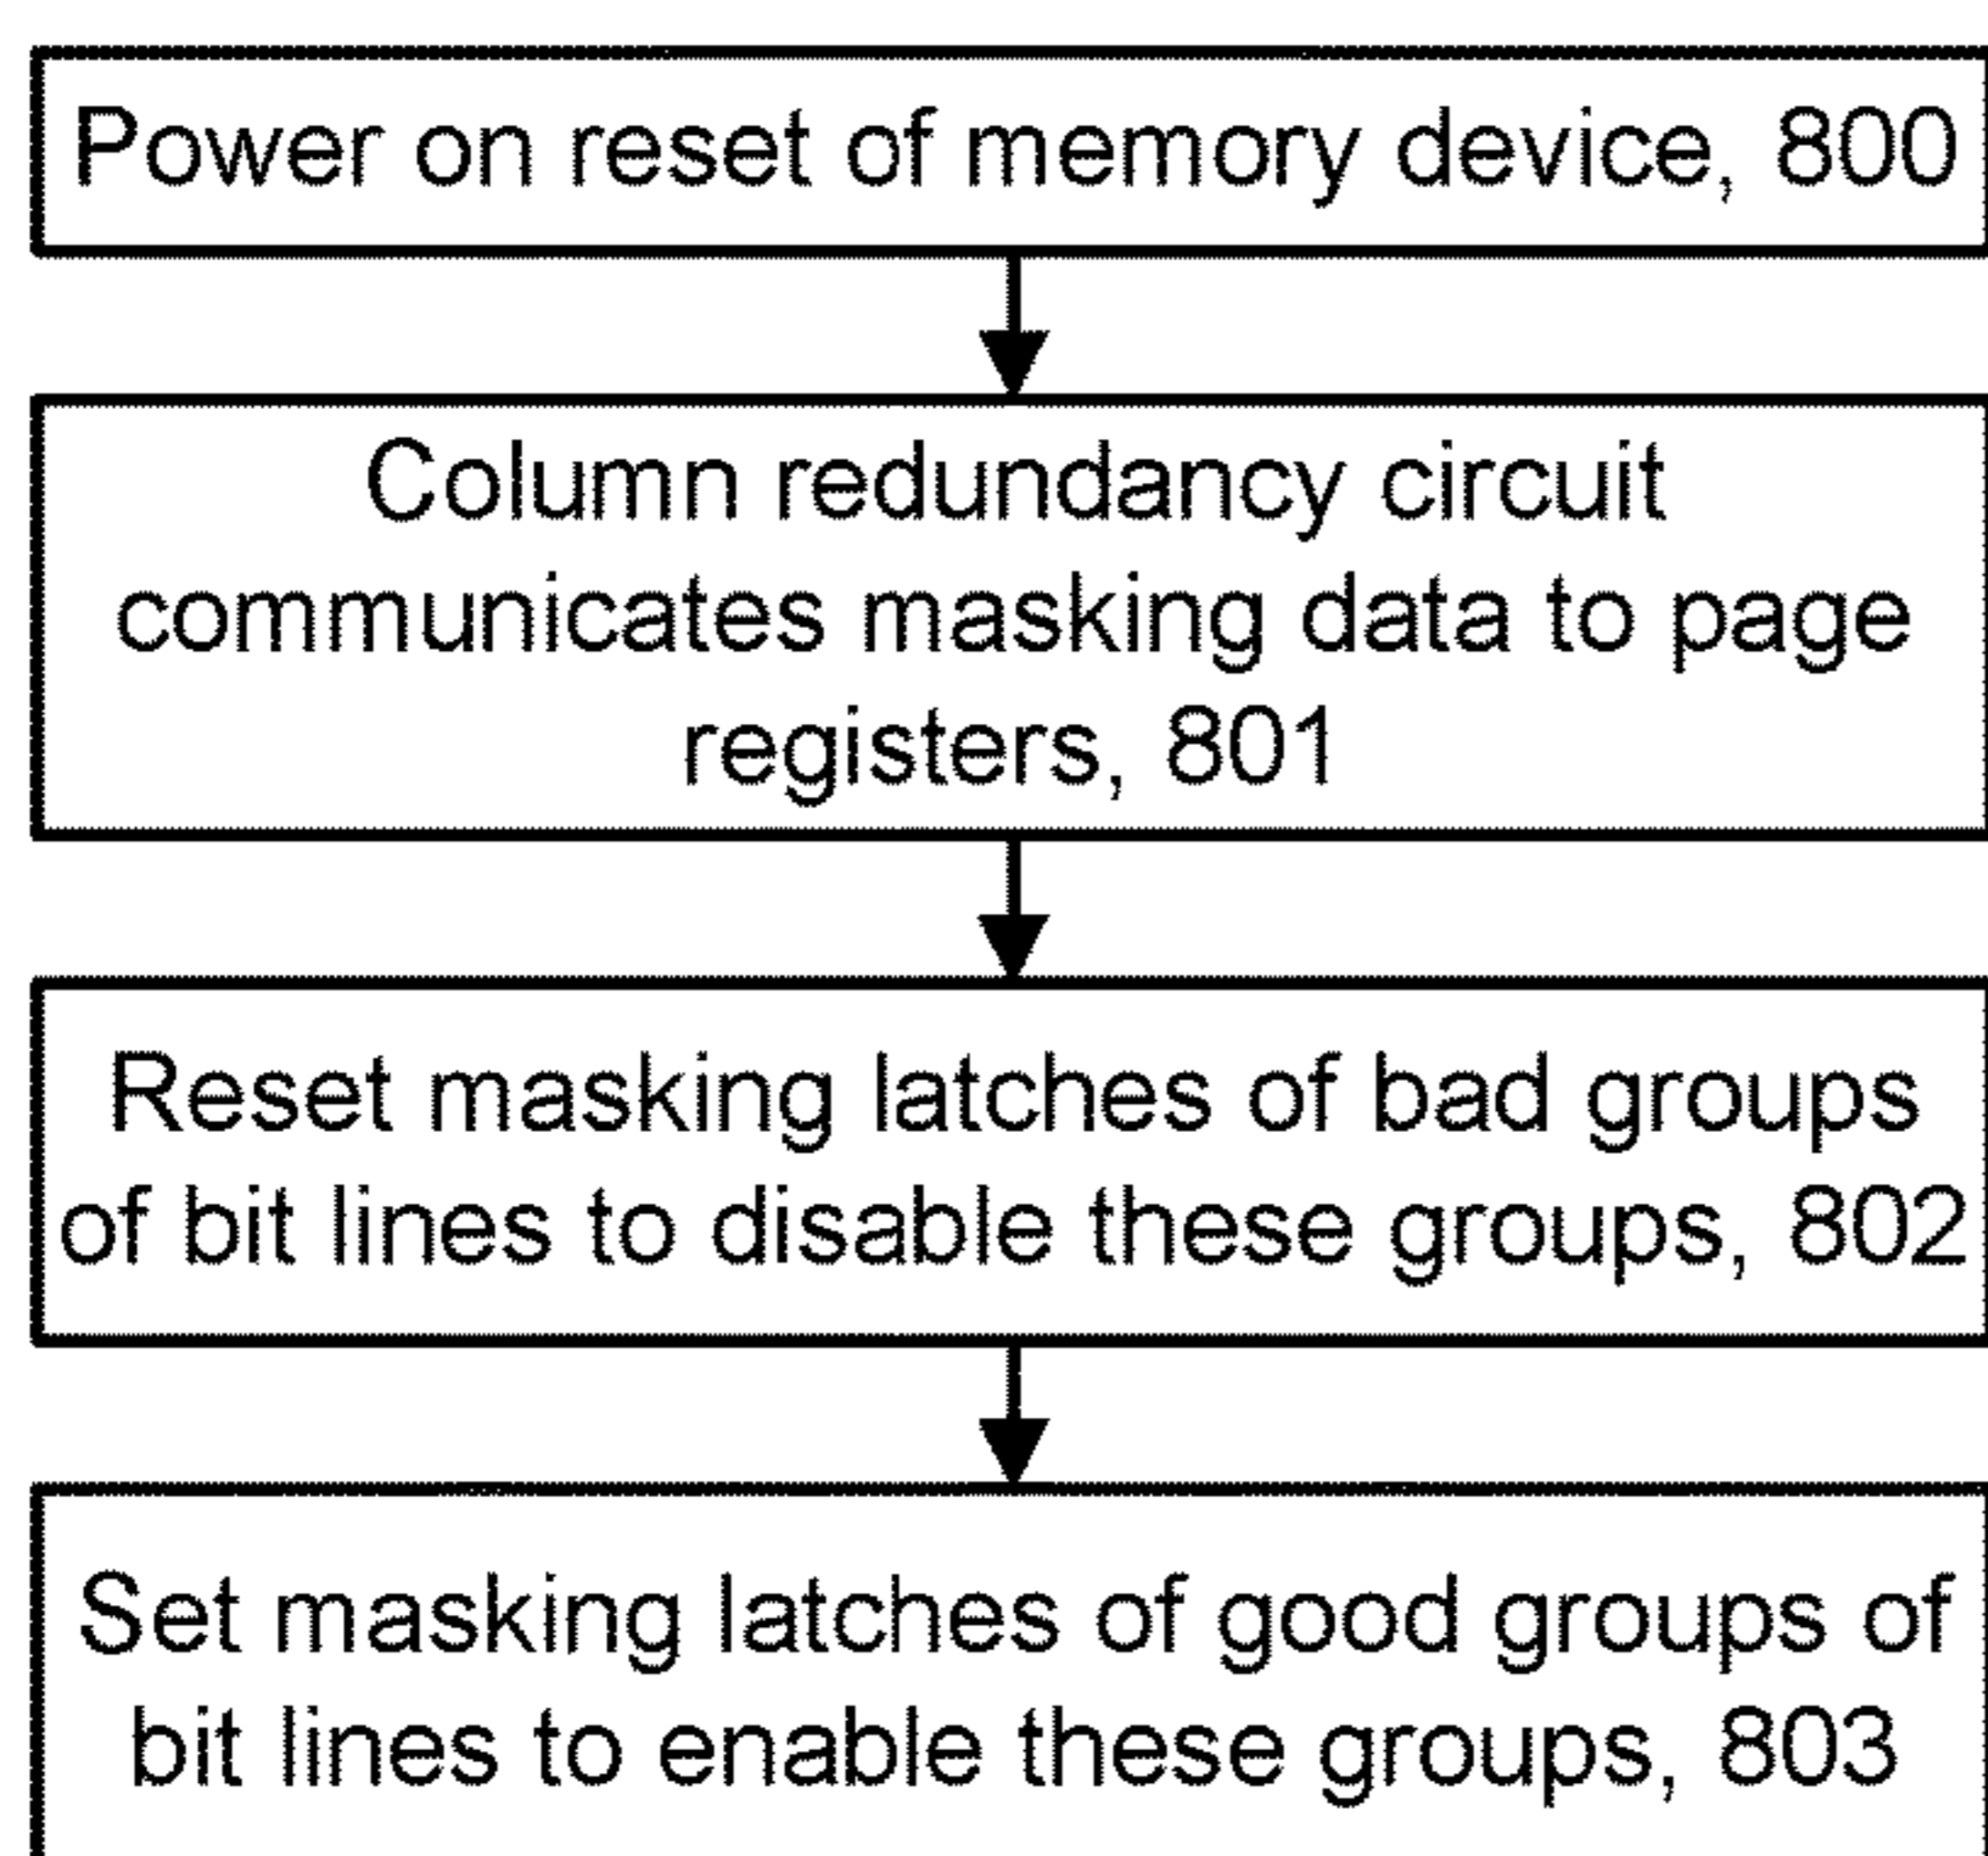 Power on reset of memory device, 800
Column redundancy circuit
communicates masking data to page
registers, 801
Reset masking latches of bad groups
of bit lines to disable these groups, 802
Set masking latches of good groups of
bit lines to enable these groups, 803